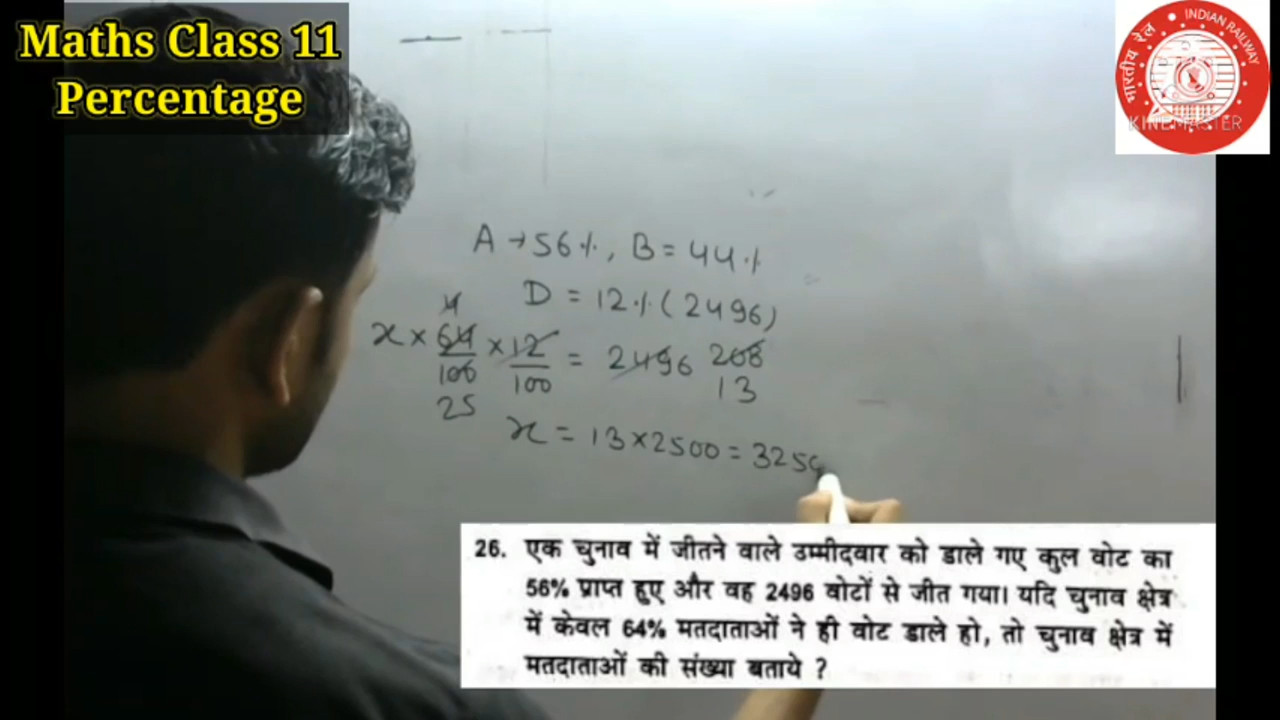 Maths Class 11
Percentage
भारतीय रेल
INDIAN RAILWAY
KINEMASTER
A → 56%, B = 44%
D = 12% (2496)
4
x × 64/100 × 12/100 = 2496 208
25 13
x = 13 × 2500 = 325
26. एक चुनाव में जीतने वाले उम्मीदवार को डाले गए कुल वोट का
56% प्राप्त हुए और वह 2496 वोटों से जीत गया। यदि चुनाव क्षेत्र
में केवल 64% मतदाताओं ने ही वोट डाले हो, तो चुनाव क्षेत्र में
मतदाताओं की संख्या बताये ?